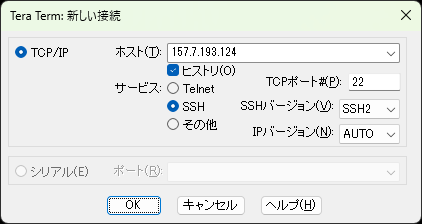 Tera Term: 新しい接続
TCP/IP
ホスト(T): 157.7.193.124
ヒストリ(O)
サービス: Telnet
TCPポート#(P): 22
SSH
SSHバージョン(V): SSH2
その他
IPバージョン(N): AUTO
シリアル(E)
ポート(R):
OK キャンセル ヘルプ(H)